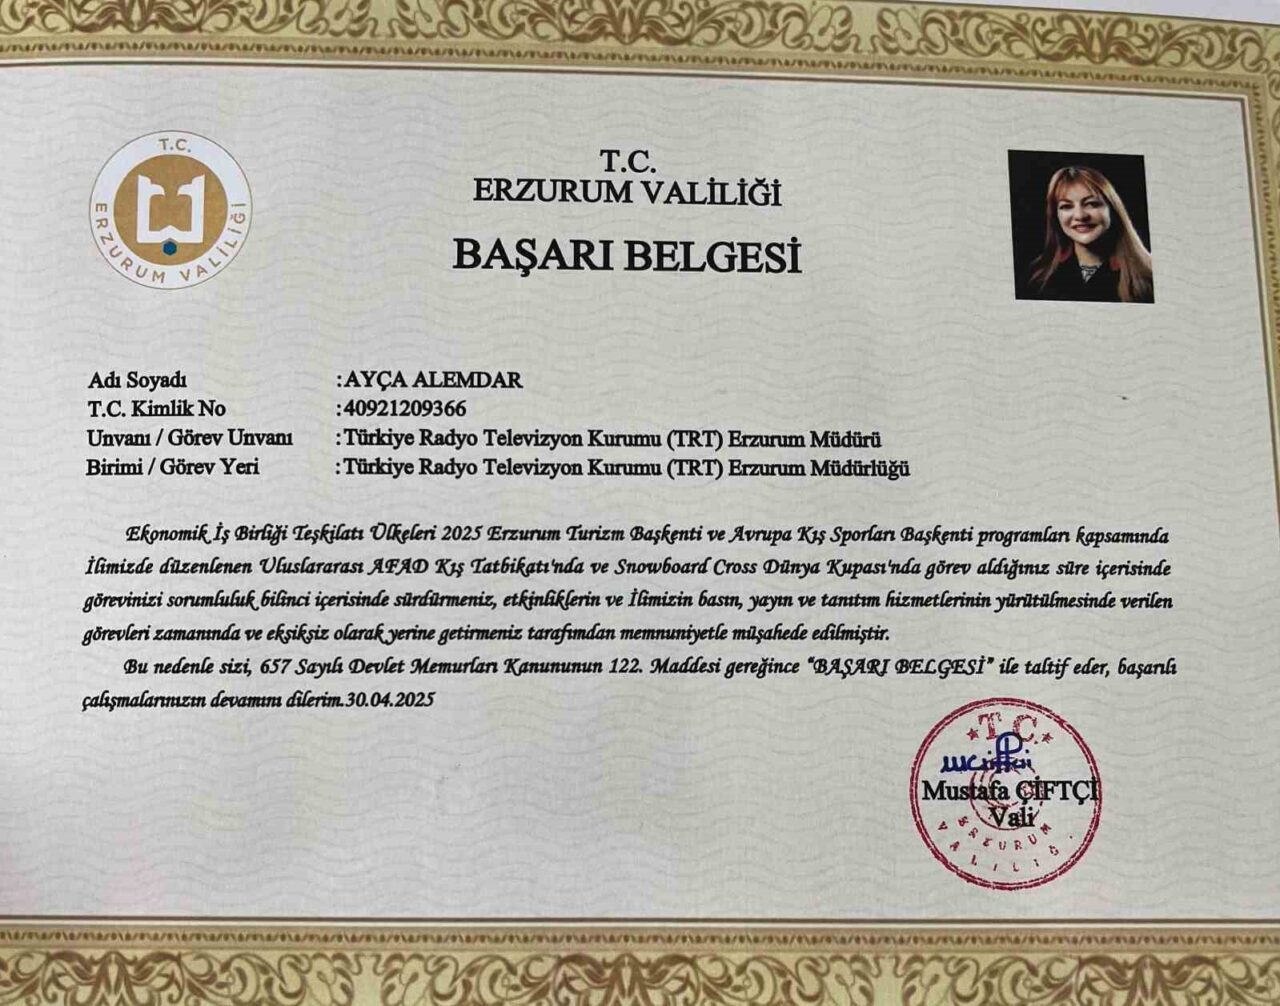 T.C.
ERZURUM VALİLİĞİ
T.C.
ERZURUM VALİLİĞİ
BAŞARI BELGESİ
Adı Soyadı :AYÇA ALEMDAR
T.C. Kimlik No :40921209366
Unvanı / Görev Unvanı :Türkiye Radyo Televizyon Kurumu (TRT) Erzurum Müdürü
Birimi / Görev Yeri :Türkiye Radyo Televizyon Kurumu (TRT) Erzurum Müdürlüğü
Ekonomik İş Birliği Teşkilatı Ülkeleri 2025 Erzurum Turizm Başkenti ve Avrupa Kış Sporları Başkenti programları kapsamında
İlimizde düzenlenen Uluslararası AFAD Kış Tatbikatı'nda ve Snowboard Cross Dünya Kupası'nda görev aldığınız süre içerisinde
görevinizi sorumluluk bilinci içerisinde sürdürmeniz, etkinliklerin ve İlimizin basın, yayın ve tanıtım hizmetlerinin yürütülmesinde verilen
görevleri zamanında ve eksiksiz olarak yerine getirmeniz tarafımdan memnuniyetle müşahede edilmiştir.
Bu nedenle sizi, 657 Sayılı Devlet Memurları Kanununun 122. Maddesi gereğince “BAŞARI BELGESİ” ile taltif eder, başarılı
çalışmalarınızın devamını dilerim.30.04.2025
T.C.
Mustafa ÇİFTÇİ
Vali
ERZURUM
VALİLİĞİ